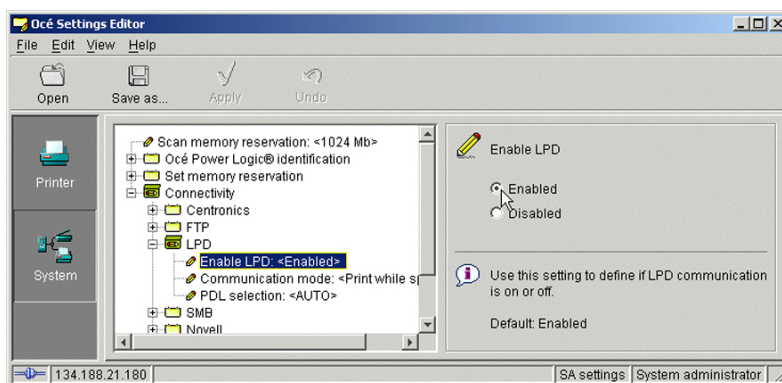 Océ Settings Editor
File Edit View Help
Open Save as... Apply Undo
Printer
System
Scan memory reservation: <1024 Mb>
Océ Power Logic® identification
Set memory reservation
Connectivity
Centronics
FTP
LPD
Enable LPD: <Enabled>
Communication mode: <Print while s
PDL selection: <AUTO>
SMB
Novell
Enable LPD
Enabled
Disabled
Use this setting to define if LPD communication
is on or off.
Default: Enabled
134.188.21.180
SA settings
System administrator